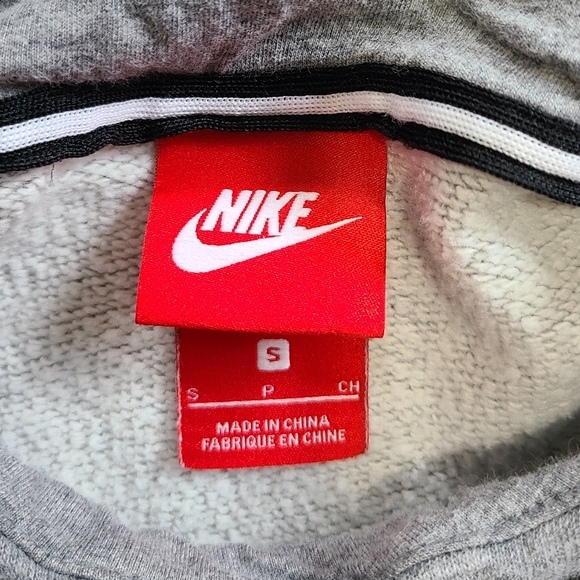 NIKE
S
S P CH
MADE IN CHINA
FABRIQUE EN CHINE